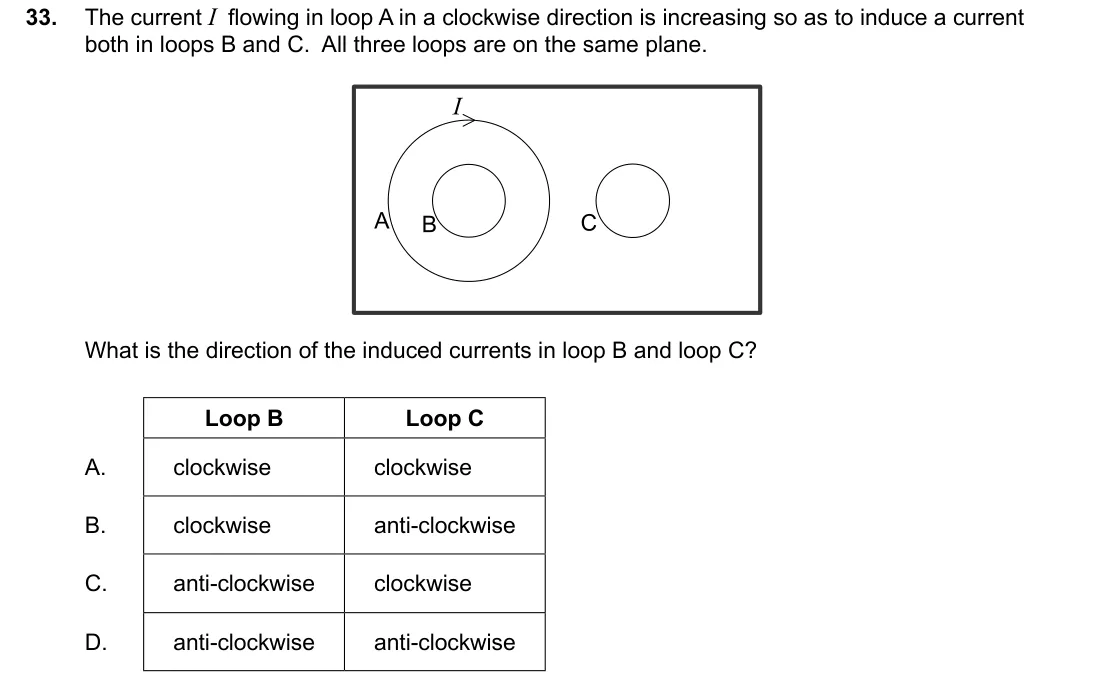 33. The current I flowing in loop A in a clockwise direction is increasing so as to induce a current
both in loops B and C. All three loops are on the same plane.
I
A B C
What is the direction of the induced currents in loop B and loop C?
Loop B Loop C
A. clockwise clockwise
B. clockwise anti-clockwise
C. anti-clockwise clockwise
D. anti-clockwise anti-clockwise